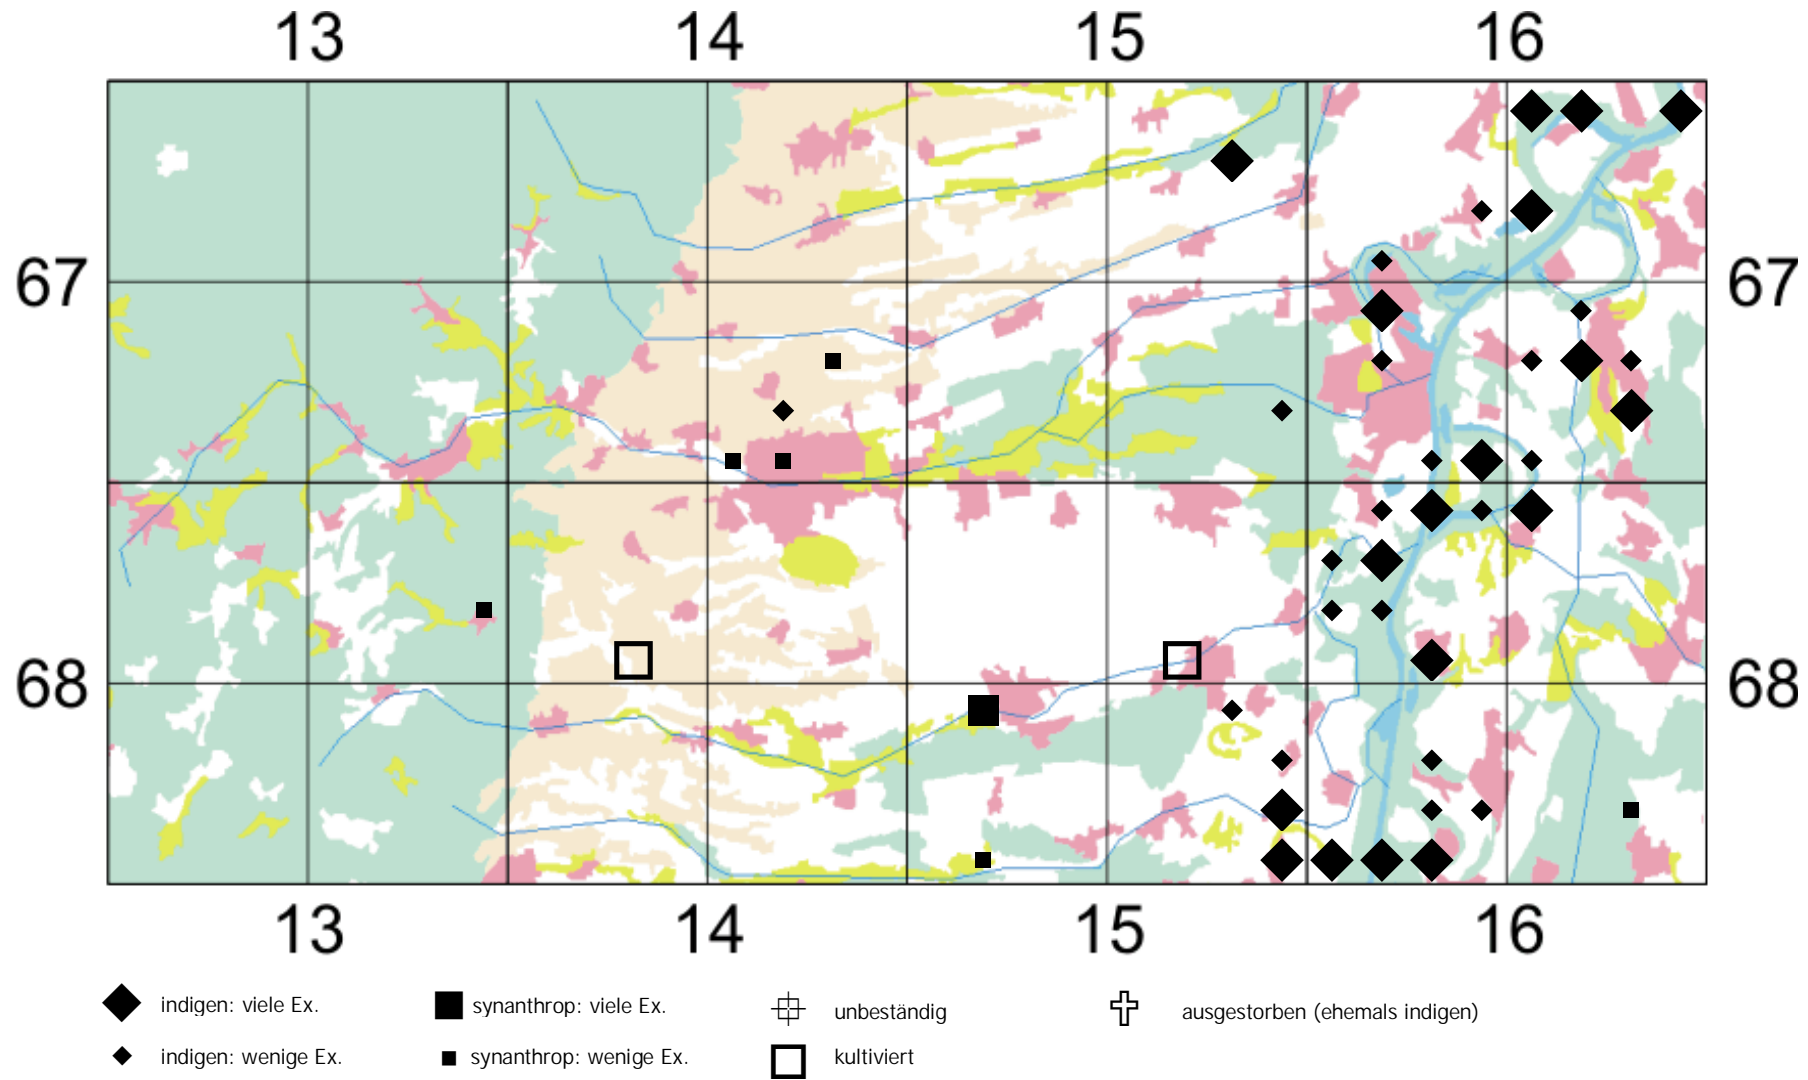 13 14 15 16
67 67
68 68
13 14 15 16
indigen: viele Ex. synanthrop: viele Ex. unbeständig ausgestorben (ehemals indigen)
indigen: wenige Ex. synanthrop: wenige Ex. kultiviert